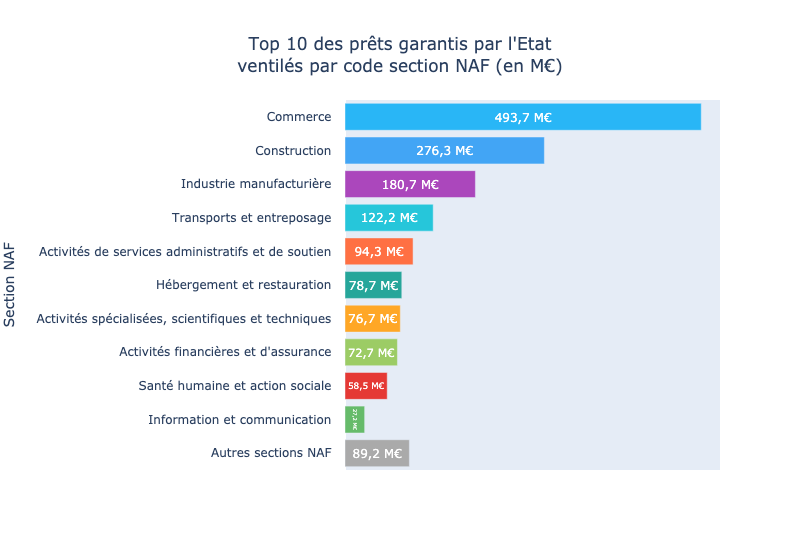 Top 10 des prêts garantis par l'Etat
ventilés par code section NAF (en M€)
Section NAF
Commerce 493,7 M€
Construction 276,3 M€
Industrie manufacturière 180,7 M€
Transports et entreposage 122,2 M€
Activités de services administratifs et de soutien 94,3 M€
Hébergement et restauration 78,7 M€
Activités spécialisées, scientifiques et techniques 76,7 M€
Activités financières et d'assurance 72,7 M€
Santé humaine et action sociale 58,5 M€
Information et communication 27,2 M€
Autres sections NAF 89,2 M€